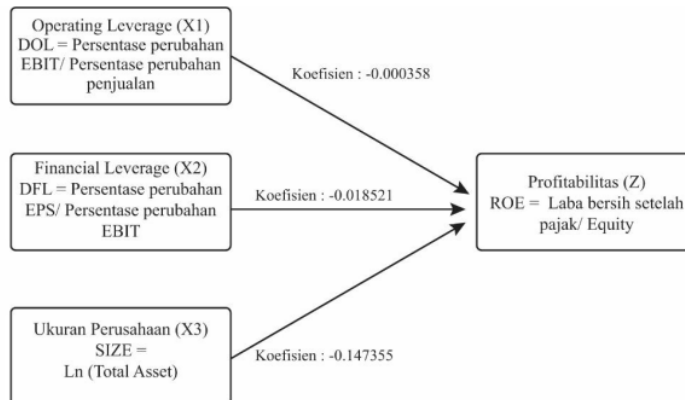 Operating Leverage (X1)
DOL = Persentase perubahan
EBIT/ Persentase perubahan
penjualan
Koefisien : -0.000358
Financial Leverage (X2)
DFL = Persentase perubahan
EPS/ Persentase perubahan
EBIT
Koefisien : -0.018521
Profitabilitas (Z)
ROE = Laba bersih setelah
pajak/ Equity
Ukuran Perusahaan (X3)
SIZE =
Ln (Total Asset)
Koefisien : -0.147355